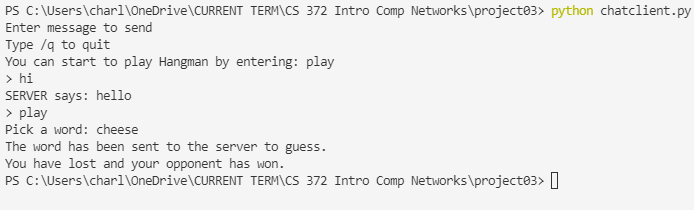 PS C:\Users\charl\OneDrive\CURRENT TERM\CS 372 Intro Comp Networks\project03> python chatclient.py
Enter message to send
Type /q to quit
You can start to play Hangman by entering: play
> hi
SERVER says: hello
> play
Pick a word: cheese
The word has been sent to the server to guess.
You have lost and your opponent has won.
PS C:\Users\charl\OneDrive\CURRENT TERM\CS 372 Intro Comp Networks\project03>